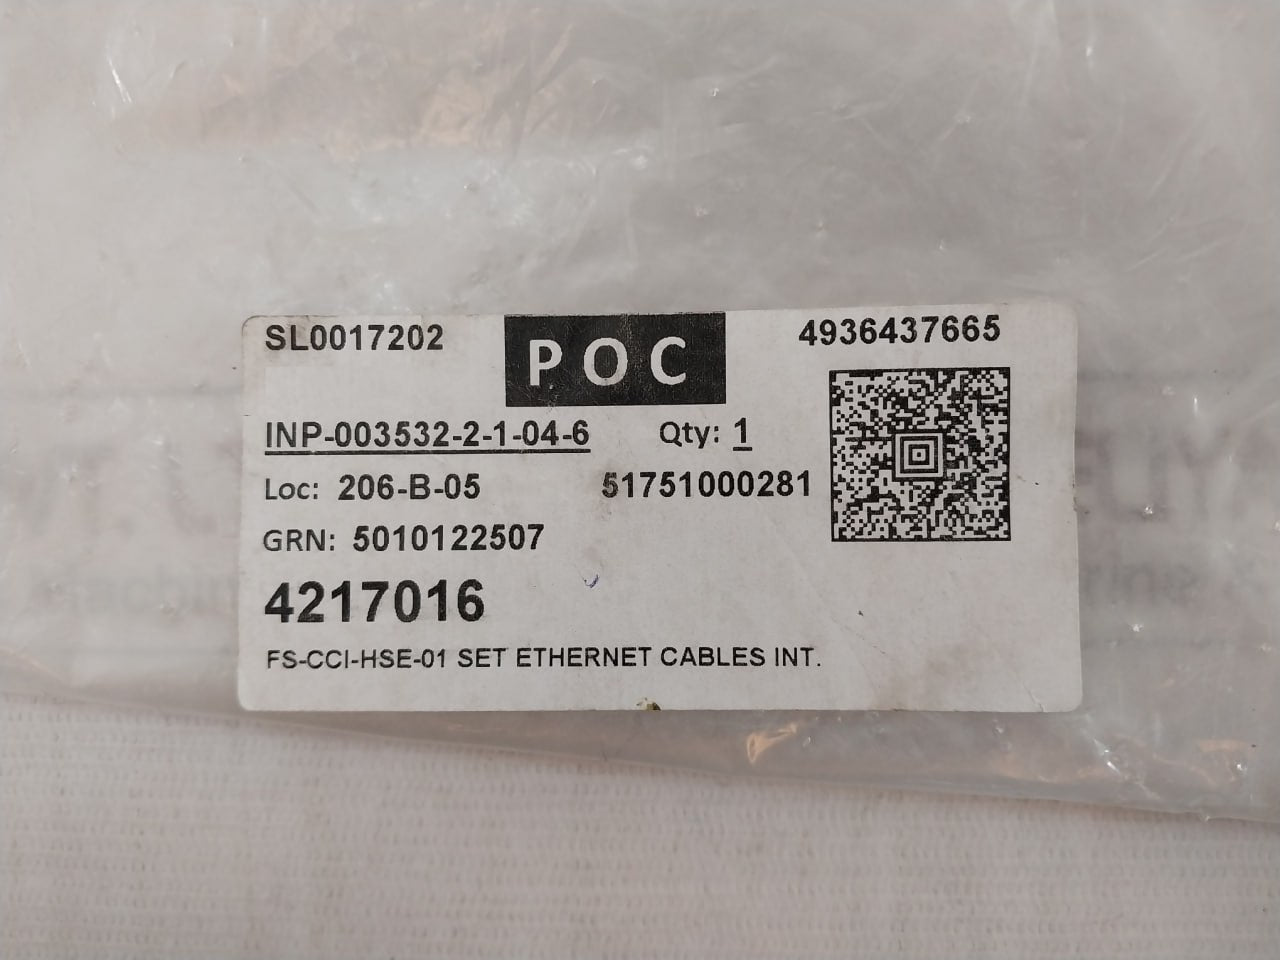 SL0017202
POC
4936437665
INP-003532-2-1-04-6 Qty: 1
Loc: 206-B-05 51751000281
GRN: 5010122507
4217016
FS-CCI-HSE-01 SET ETHERNET CABLES INT.